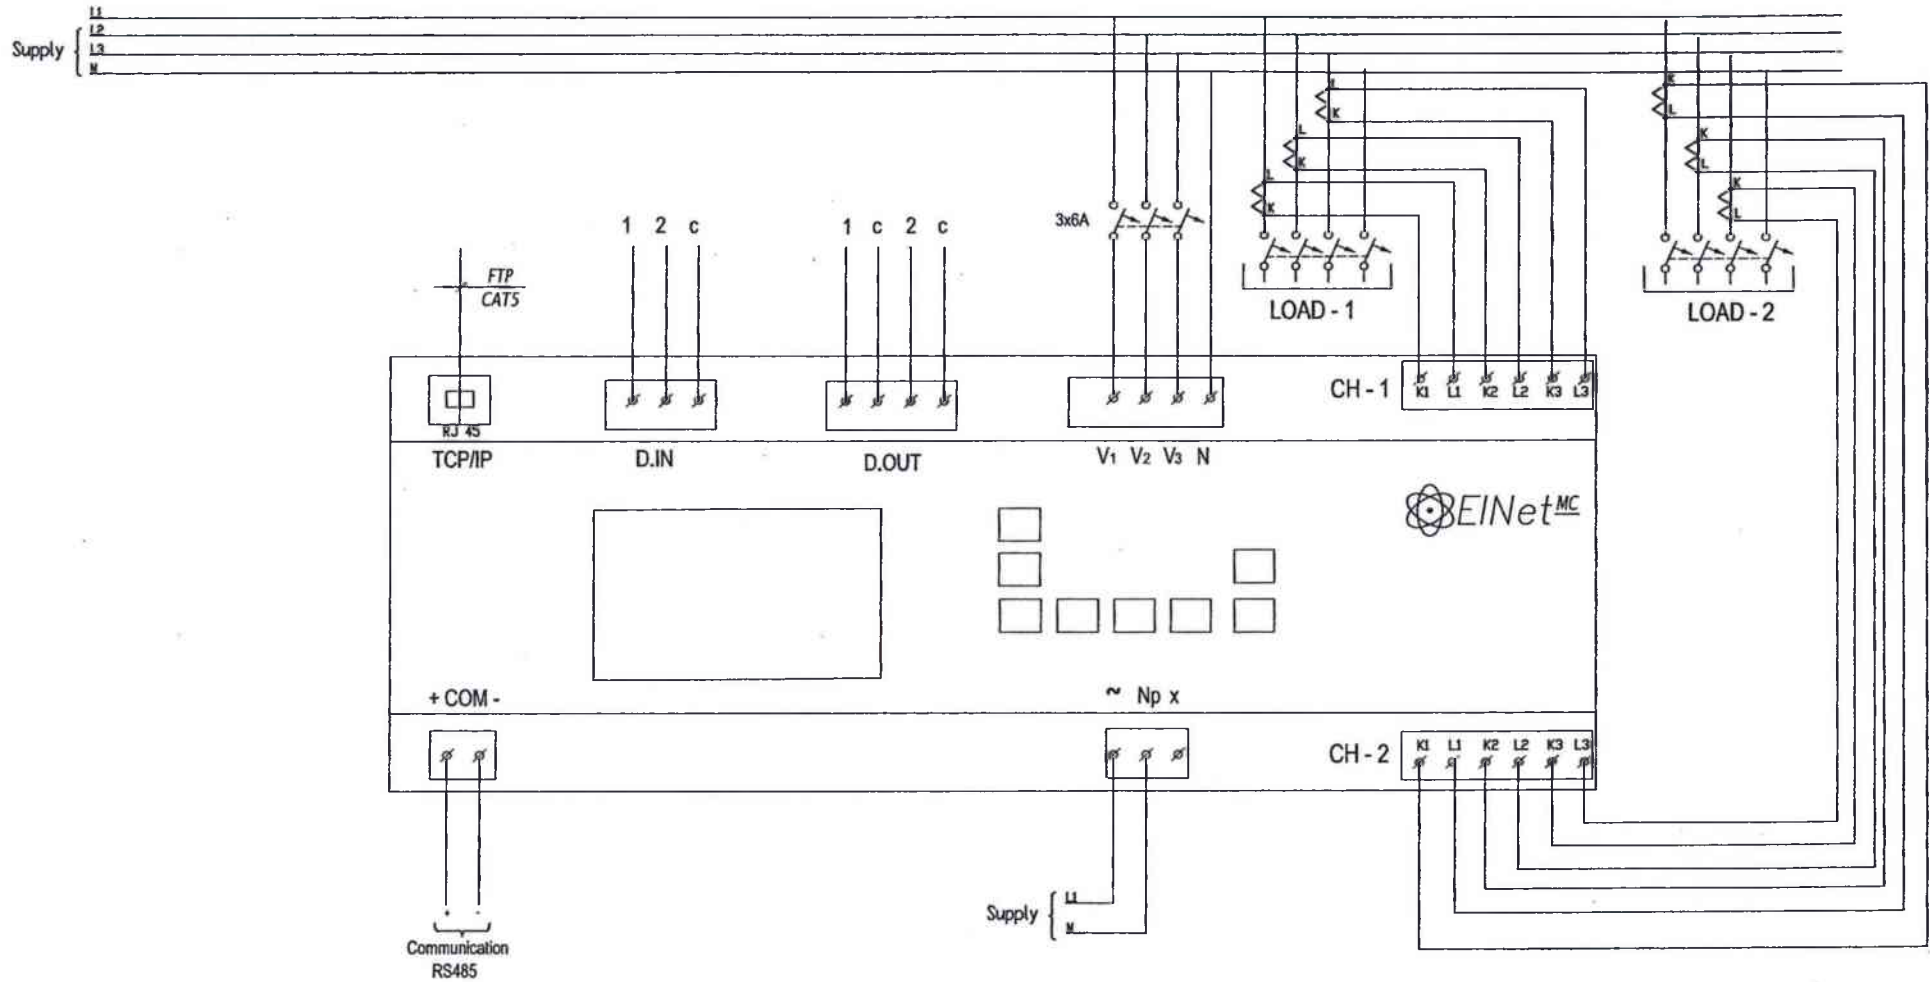 L1
L2
Supply
L3
N
L
K
L
K
L
K
K
L
K
L
K
L
3x6A
1 2 c
1 c 2 c
FTP
CAT5
LOAD - 1
LOAD - 2
CH - 1
K1 L1 K2 L2 K3 L3
RJ 45
TCP/IP
D.IN
D.OUT
V1 V2 V3 N
ElNet MC
+ COM -
~ Np x
CH - 2
K1 L1 K2 L2 K3 L3
L1
Supply
N
+ -
Communication
RS485